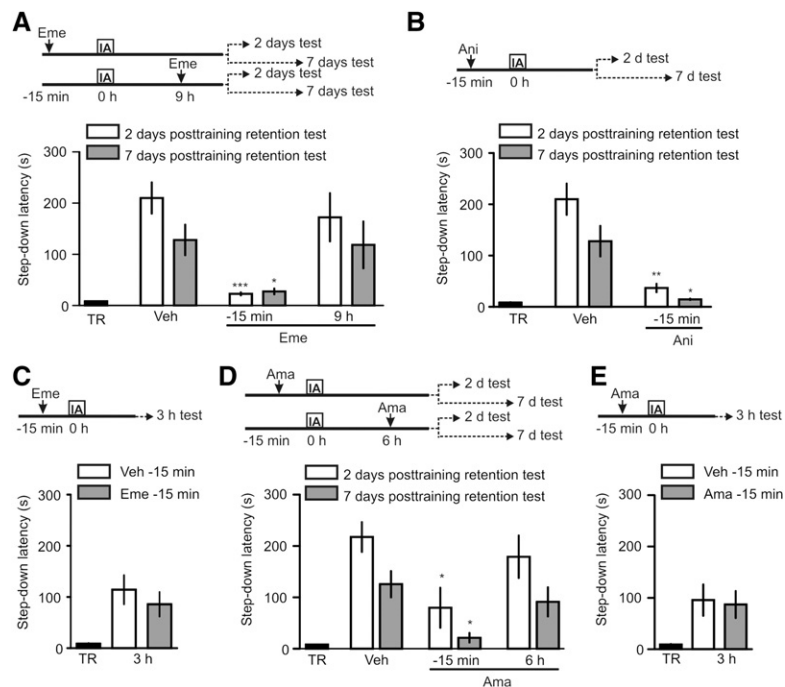 A
Eme
IA
2 days test
7 days test
Eme
IA
2 days test
7 days test
-15 min 0 h 9 h
2 days posttraining retention test
7 days posttraining retention test
Step-down latency (s)
300
200
100
0
*** *
TR Veh -15 min 9 h
Eme
B
Ani
IA
2 d test
7 d test
-15 min 0 h
2 days posttraining retention test
7 days posttraining retention test
Step-down latency (s)
300
200
100
0
** *
TR Veh -15 min
Ani
C
Eme
IA
3 h test
-15 min 0 h
Veh -15 min
Eme -15 min
Step-down latency (s)
300
200
100
0
TR 3 h
D
Ama
IA
2 d test
7 d test
Ama
IA
2 d test
7 d test
-15 min 0 h 6 h
2 days posttraining retention test
7 days posttraining retention test
Step-down latency (s)
300
200
100
0
* *
TR Veh -15 min 6 h
Ama
E
Ama
IA
3 h test
-15 min 0 h
Veh -15 min
Ama -15 min
Step-down latency (s)
300
200
100
0
TR 3 h